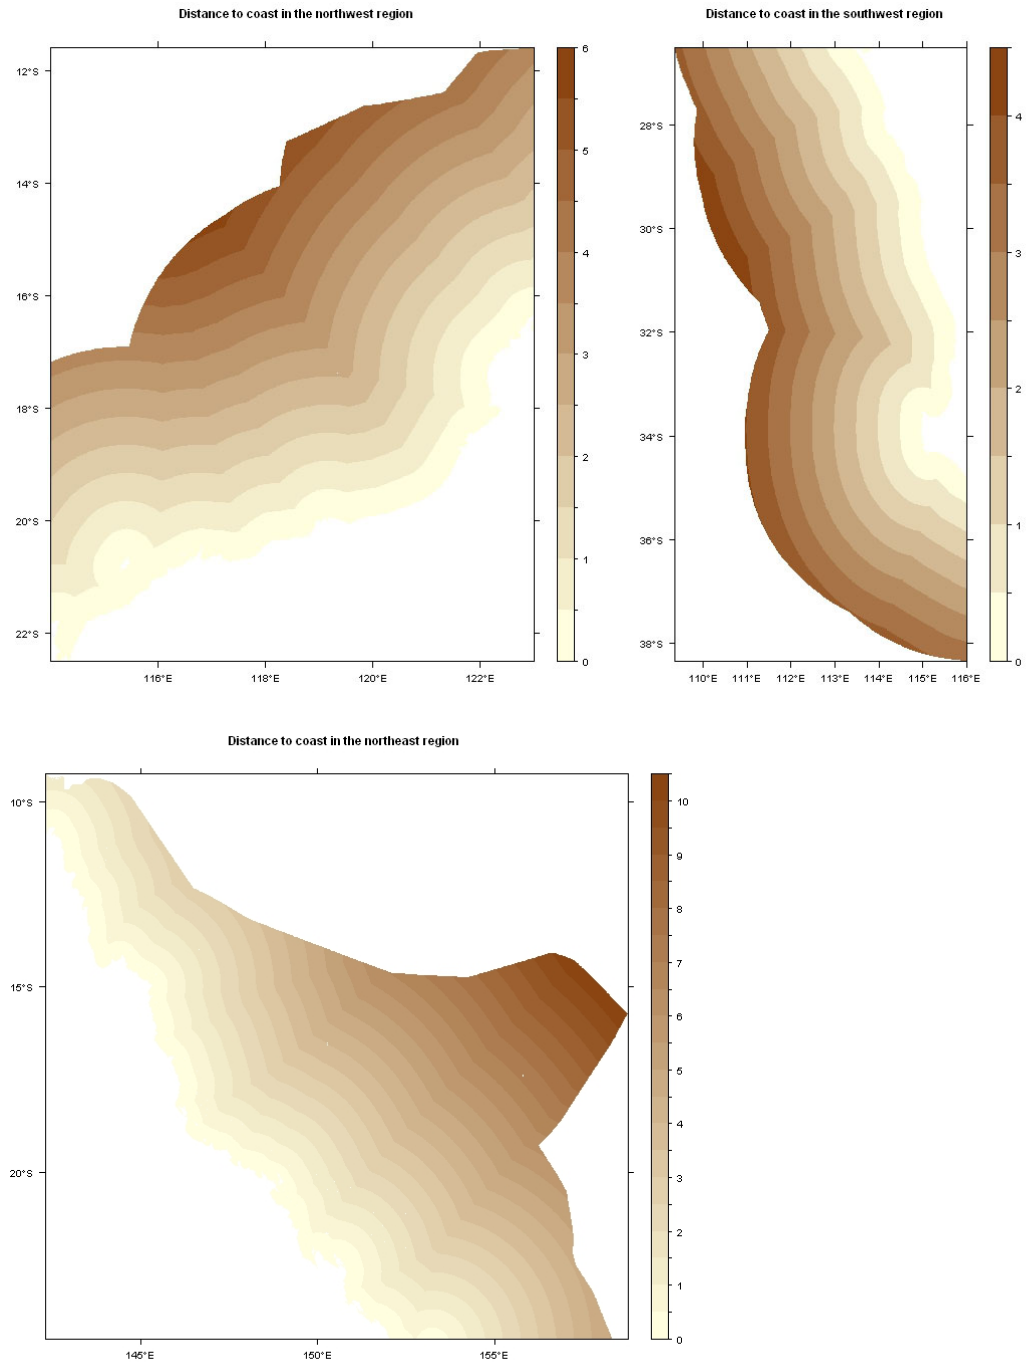 Distance to coast in the northwest region
Distance to coast in the southwest region
12°S
14°S
16°S
18°S
20°S
22°S
116°E
118°E
120°E
122°E
6
5
4
3
2
1
0
28°S
30°S
32°S
34°S
36°S
38°S
110°E
111°E
112°E
113°E
114°E
115°E
116°E
4
3
2
1
0
Distance to coast in the northeast region
10°S
15°S
20°S
145°E
150°E
155°E
10
9
8
7
6
5
4
3
2
1
0